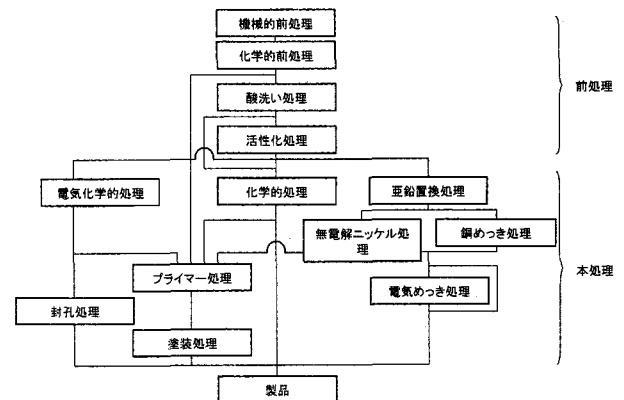 機械的前処理
化学的前処理
酸洗い処理
活性化処理
前処理
電気化学的処理
化学的処理
亜鉛置換処理
無電解ニッケル処
理
銅めっき処理
プライマー処理
電気めっき処理
本処理
封孔処理
塗装処理
製品